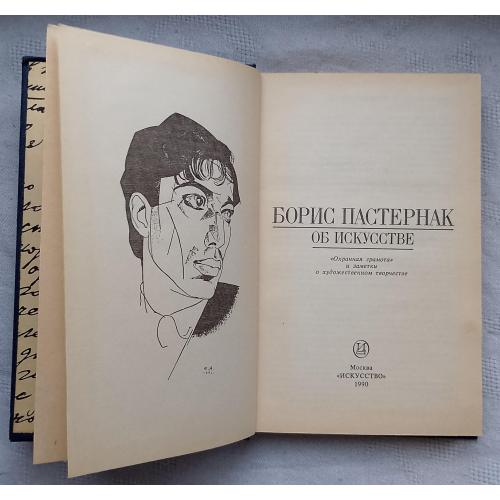 БОРИС ПАСТЕРНАК
ОБ ИСКУССТВЕ
«Охранная грамота»
и заметки
о художественном творчестве
Москва
«ИСКУССТВО»
1990